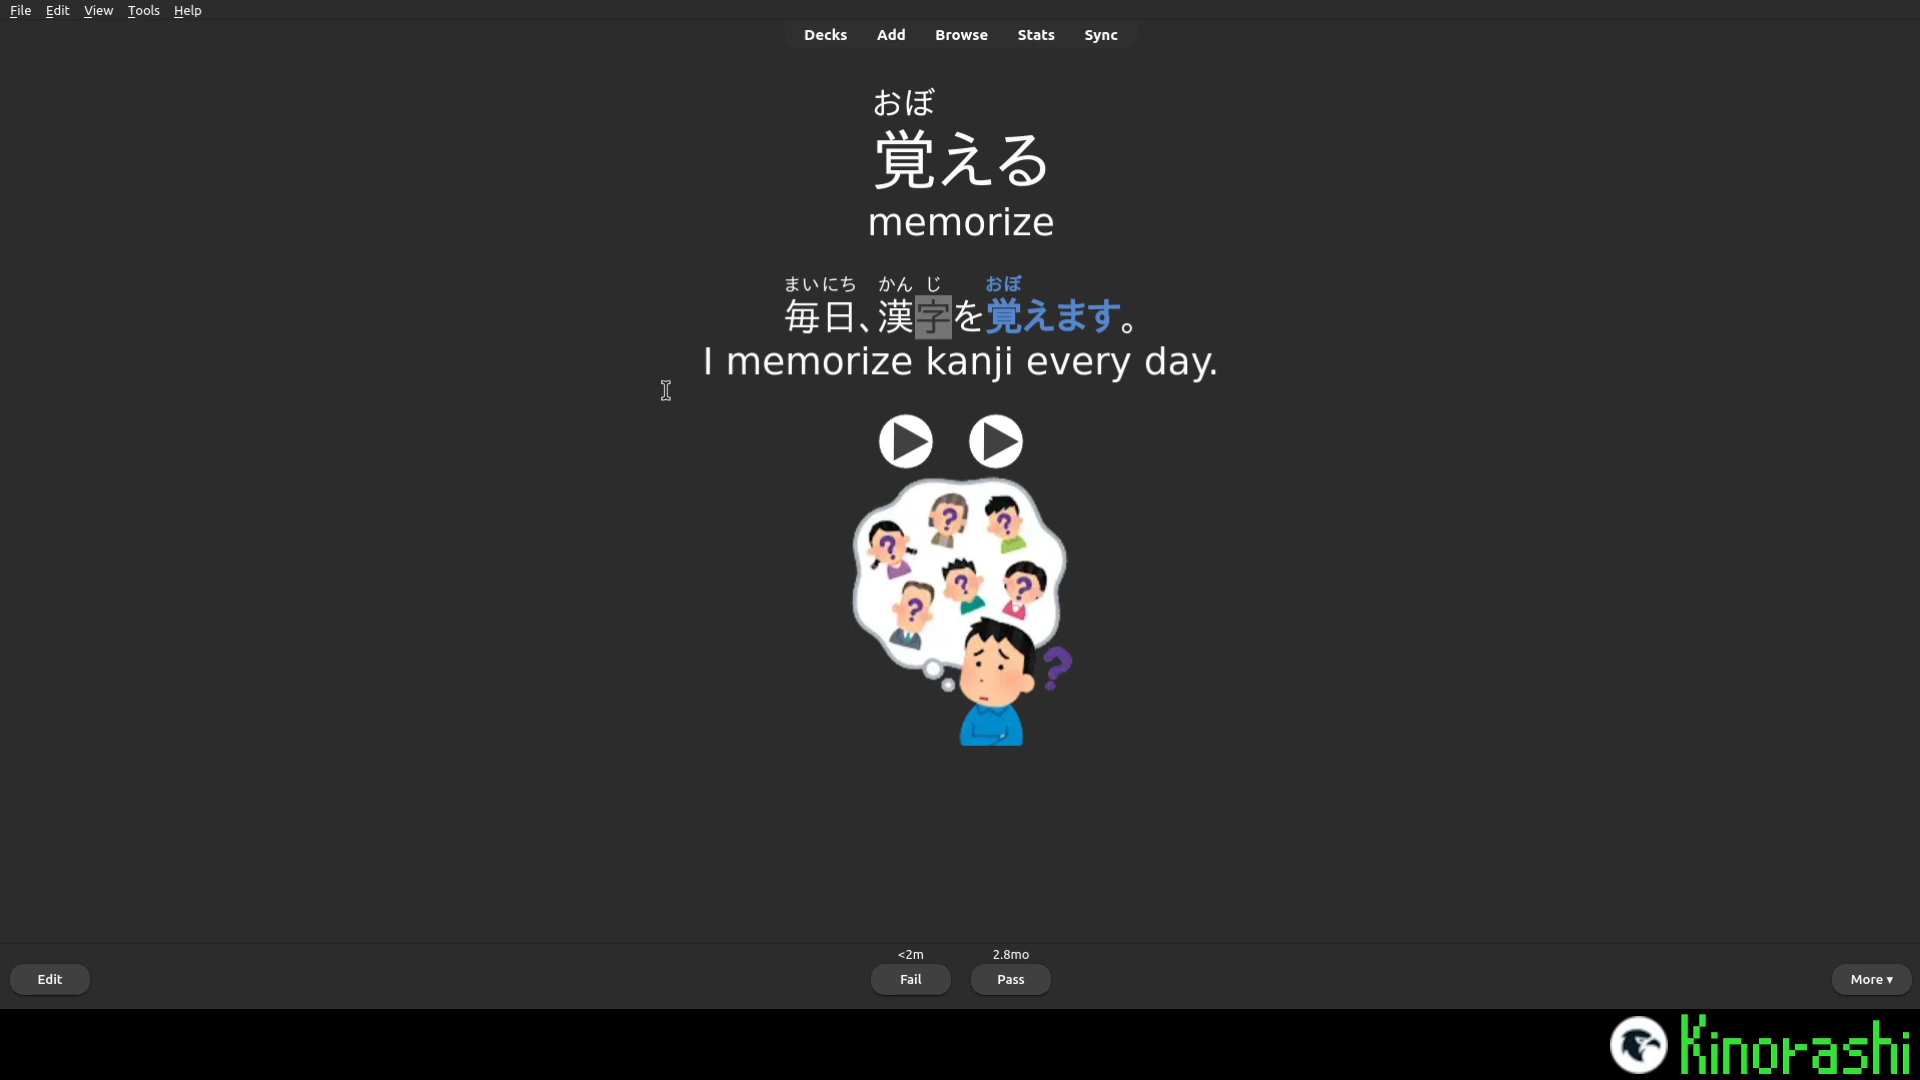 File Edit View Tools Help
Decks Add Browse Stats Sync
おぼ
覚える
memorize
まいにち かん じ おぼ
毎日、漢字を覚えます。
I memorize kanji every day.
? ? ?
? ? ?
?
<2m 2.8mo
Edit Fail Pass More ▾
Kinorashi